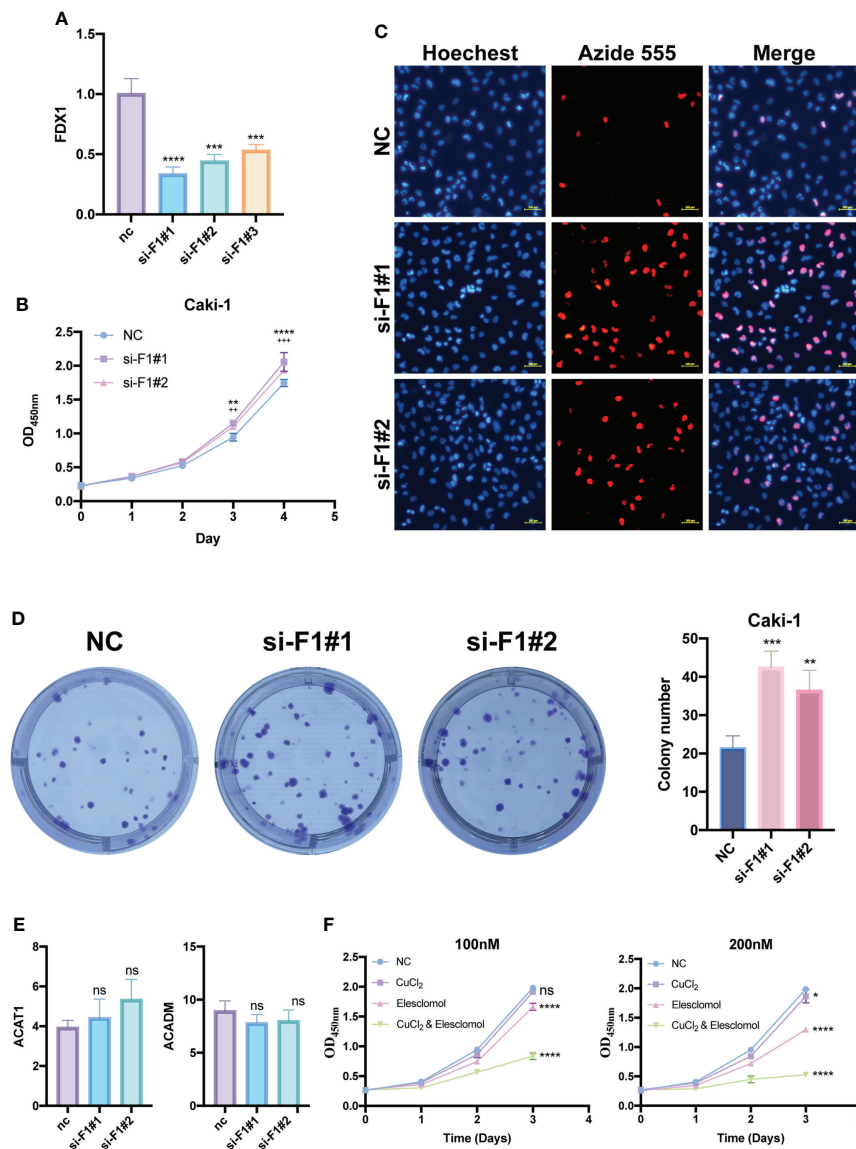 A
FDX1
1.5
1.0
0.5
0.0
****
***
***
nc
si-F1#1
si-F1#2
si-F1#3
B
Caki-1
NC
si-F1#1
si-F1#2
OD450nm
2.5
2.0
1.5
1.0
0.5
0.0
**
++
****
+++
0 1 2 3 4 5
Day
C
Hoechest Azide 555 Merge
NC
si-F1#1
si-F1#2
D
NC si-F1#1 si-F1#2
Caki-1
Colony number
50
40
30
20
10
0
***
**
NC
si-F1#1
si-F1#2
E
ACAT1
8
6
4
2
0
ns
ns
nc
si-F1#1
si-F1#2
ACADM
20
15
10
5
0
ns
ns
nc
si-F1#1
si-F1#2
F
100nM
NC
CuCl2
Elesclomol
CuCl2 & Elesclomol
OD450nm
2.5
2.0
1.5
1.0
0.5
0.0
ns
****
****
0 1 2 3 4
Time (Days)
200nM
NC
CuCl2
Elesclomol
CuCl2 & Elesclomol
OD450nm
2.5
2.0
1.5
1.0
0.5
0.0
*
****
****
0 1 2 3
Time (Days)